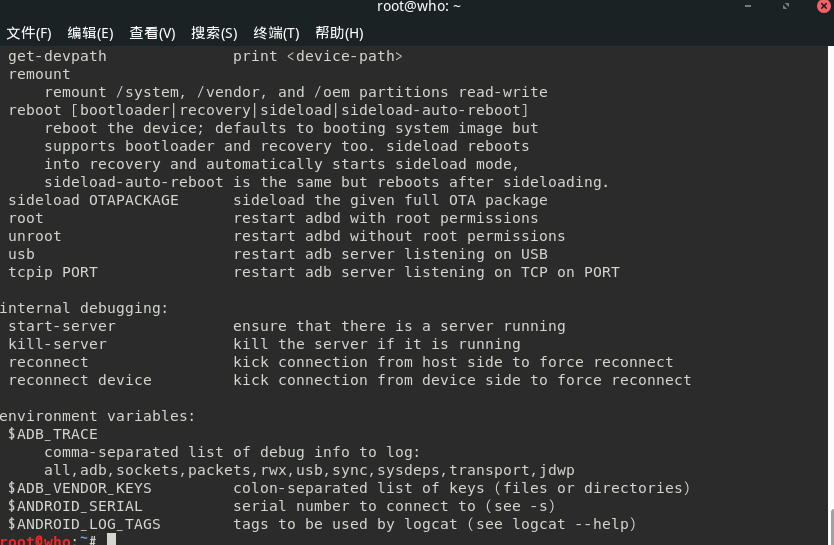 root@who: ~
文件(F) 编辑(E) 查看(V) 搜索(S) 终端(T) 帮助(H)
get-devpath print <device-path>
remount
remount /system, /vendor, and /oem partitions read-write
reboot [bootloader|recovery|sideload|sideload-auto-reboot]
reboot the device; defaults to booting system image but
supports bootloader and recovery too. sideload reboots
into recovery and automatically starts sideload mode,
sideload-auto-reboot is the same but reboots after sideloading.
sideload OTAPACKAGE sideload the given full OTA package
root restart adbd with root permissions
unroot restart adbd without root permissions
usb restart adb server listening on USB
tcpip PORT restart adb server listening on TCP on PORT
internal debugging:
start-server ensure that there is a server running
kill-server kill the server if it is running
reconnect kick connection from host side to force reconnect
reconnect device kick connection from device side to force reconnect
environment variables:
$ADB_TRACE
comma-separated list of debug info to log:
all,adb,sockets,packets,rwx,usb,sync,sysdeps,transport,jdwp
$ADB_VENDOR_KEYS colon-separated list of keys (files or directories)
$ANDROID_SERIAL serial number to connect to (see -s)
$ANDROID_LOG_TAGS tags to be used by logcat (see logcat --help)
root@who:~#